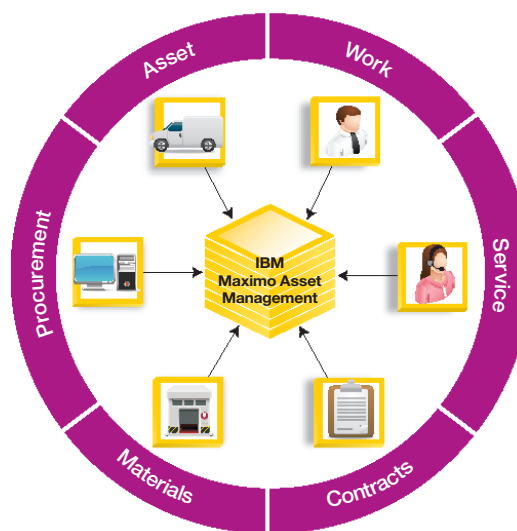 Asset
Work
Procurement
IBM
Maximo Asset
Management
Service
Materials
Contracts